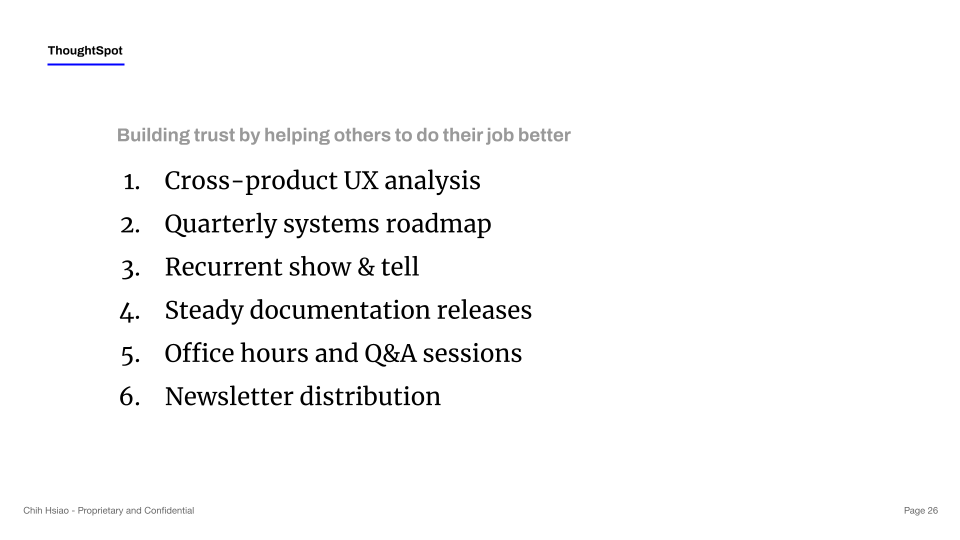 ThoughtSpot
Building trust by helping others to do their job better
1. Cross-product UX analysis
2. Quarterly systems roadmap
3. Recurrent show & tell
4. Steady documentation releases
5. Office hours and Q&A sessions
6. Newsletter distribution
Chih Hsiao - Proprietary and Confidential
Page 26